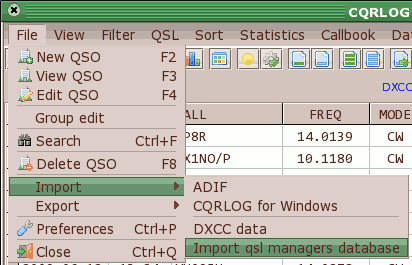 CQRLOG
File View Filter QSL Sort Statistics Callbook
New QSO F2
View QSO F3
Edit QSO F4
DXCC
Group edit
ALL FREQ MODE
Search Ctrl+F
P8R 14.0139 CW
Delete QSO F8
X1NO/P 10.1180 CW
Import ADIF
Export CQRLOG for Windows
Preferences Ctrl+P DXCC data
Close Ctrl+Q Import qsl managers database